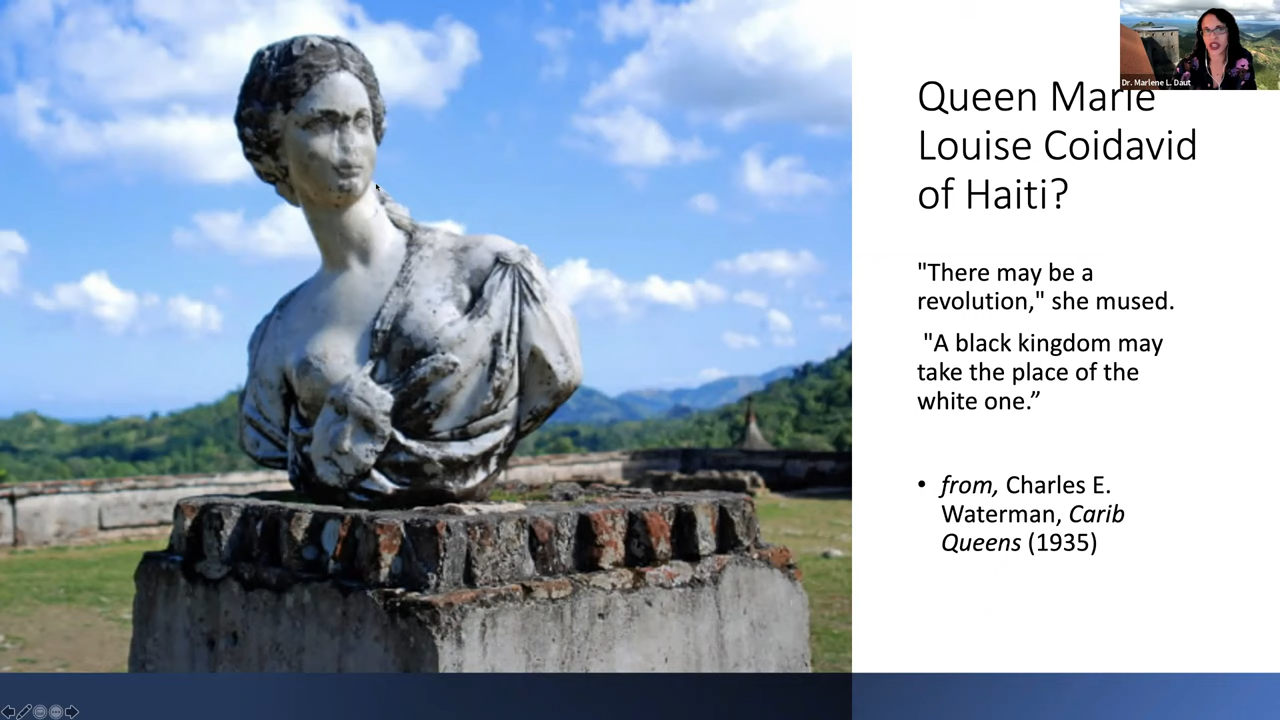 Dr. Marlene L. Daut
Queen Marie
Louise Coidavid
of Haiti?
"There may be a
revolution," she mused.
"A black kingdom may
take the place of the
white one.”
• from, Charles E.
Waterman, Carib
Queens (1935)